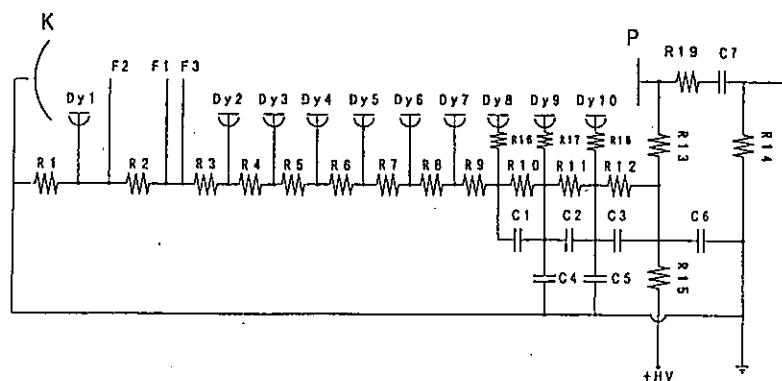 K
P
R19
C7
F2
F1
F3
Dy1
Dy2
Dy3
Dy4
Dy5
Dy6
Dy7
Dy8
Dy9
Dy10
R16
R17
R18
R13
R14
R1
R2
R3
R4
R5
R6
R7
R8
R9
R10
R11
R12
C1
C2
C3
C6
C4
C5
R15
+HV